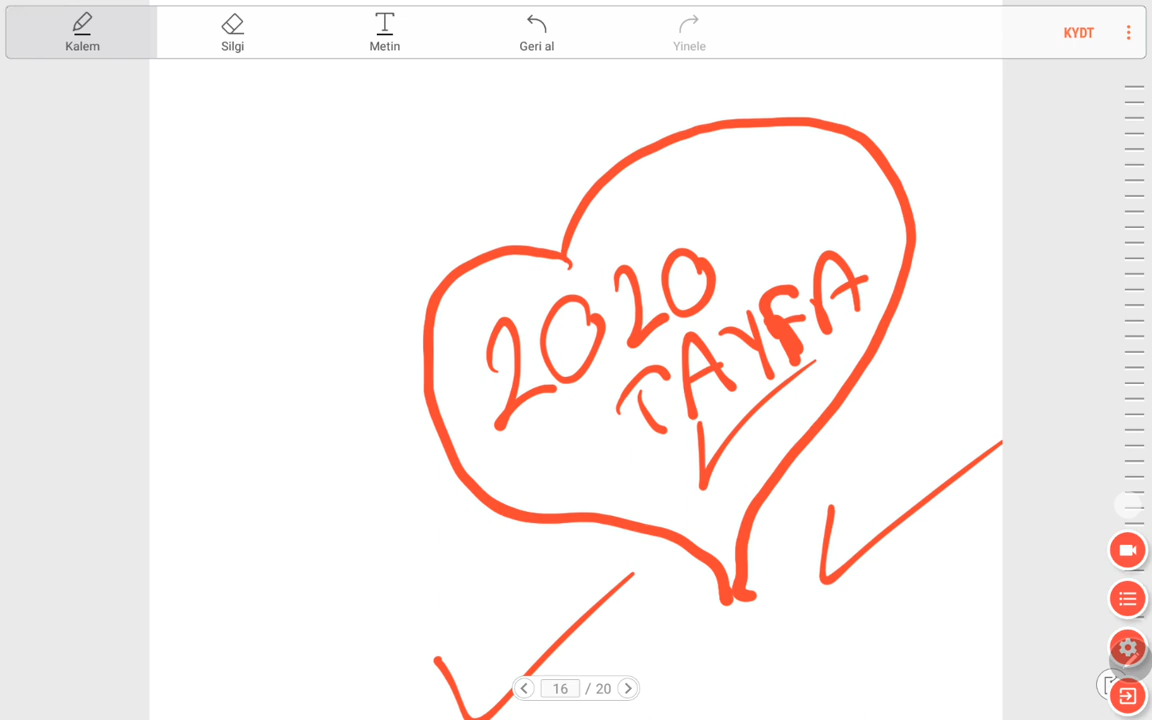 Kalem
Silgi
Metin
Geri al
Yinele
KYDT
2020
TAYFA
16 / 20